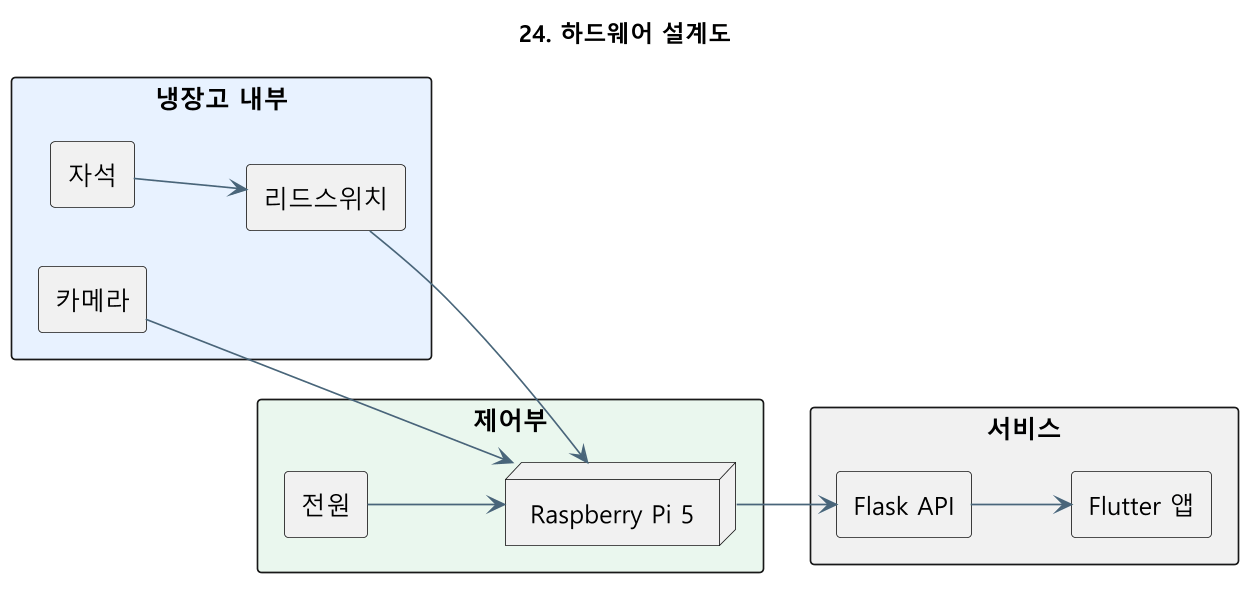 24. 하드웨어 설계도
냉장고 내부
자석
리드스위치
카메라
제어부
전원
Raspberry Pi 5
서비스
Flask API
Flutter 앱